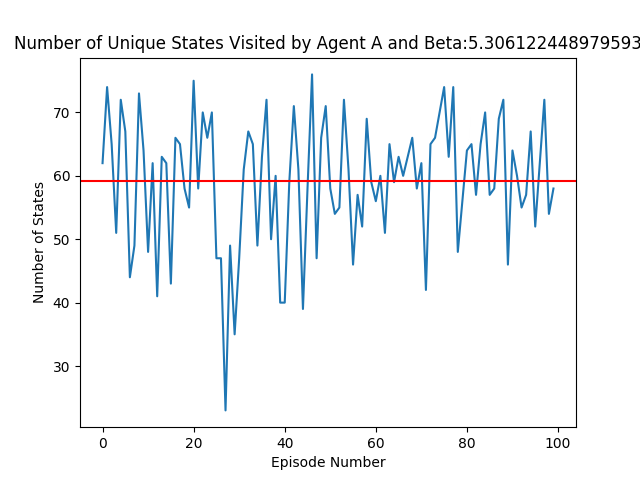 Number of Unique States Visited by Agent A and Beta:5.306122448979593
70
60
50
40
30
Number of States
0 20 40 60 80 100
Episode Number